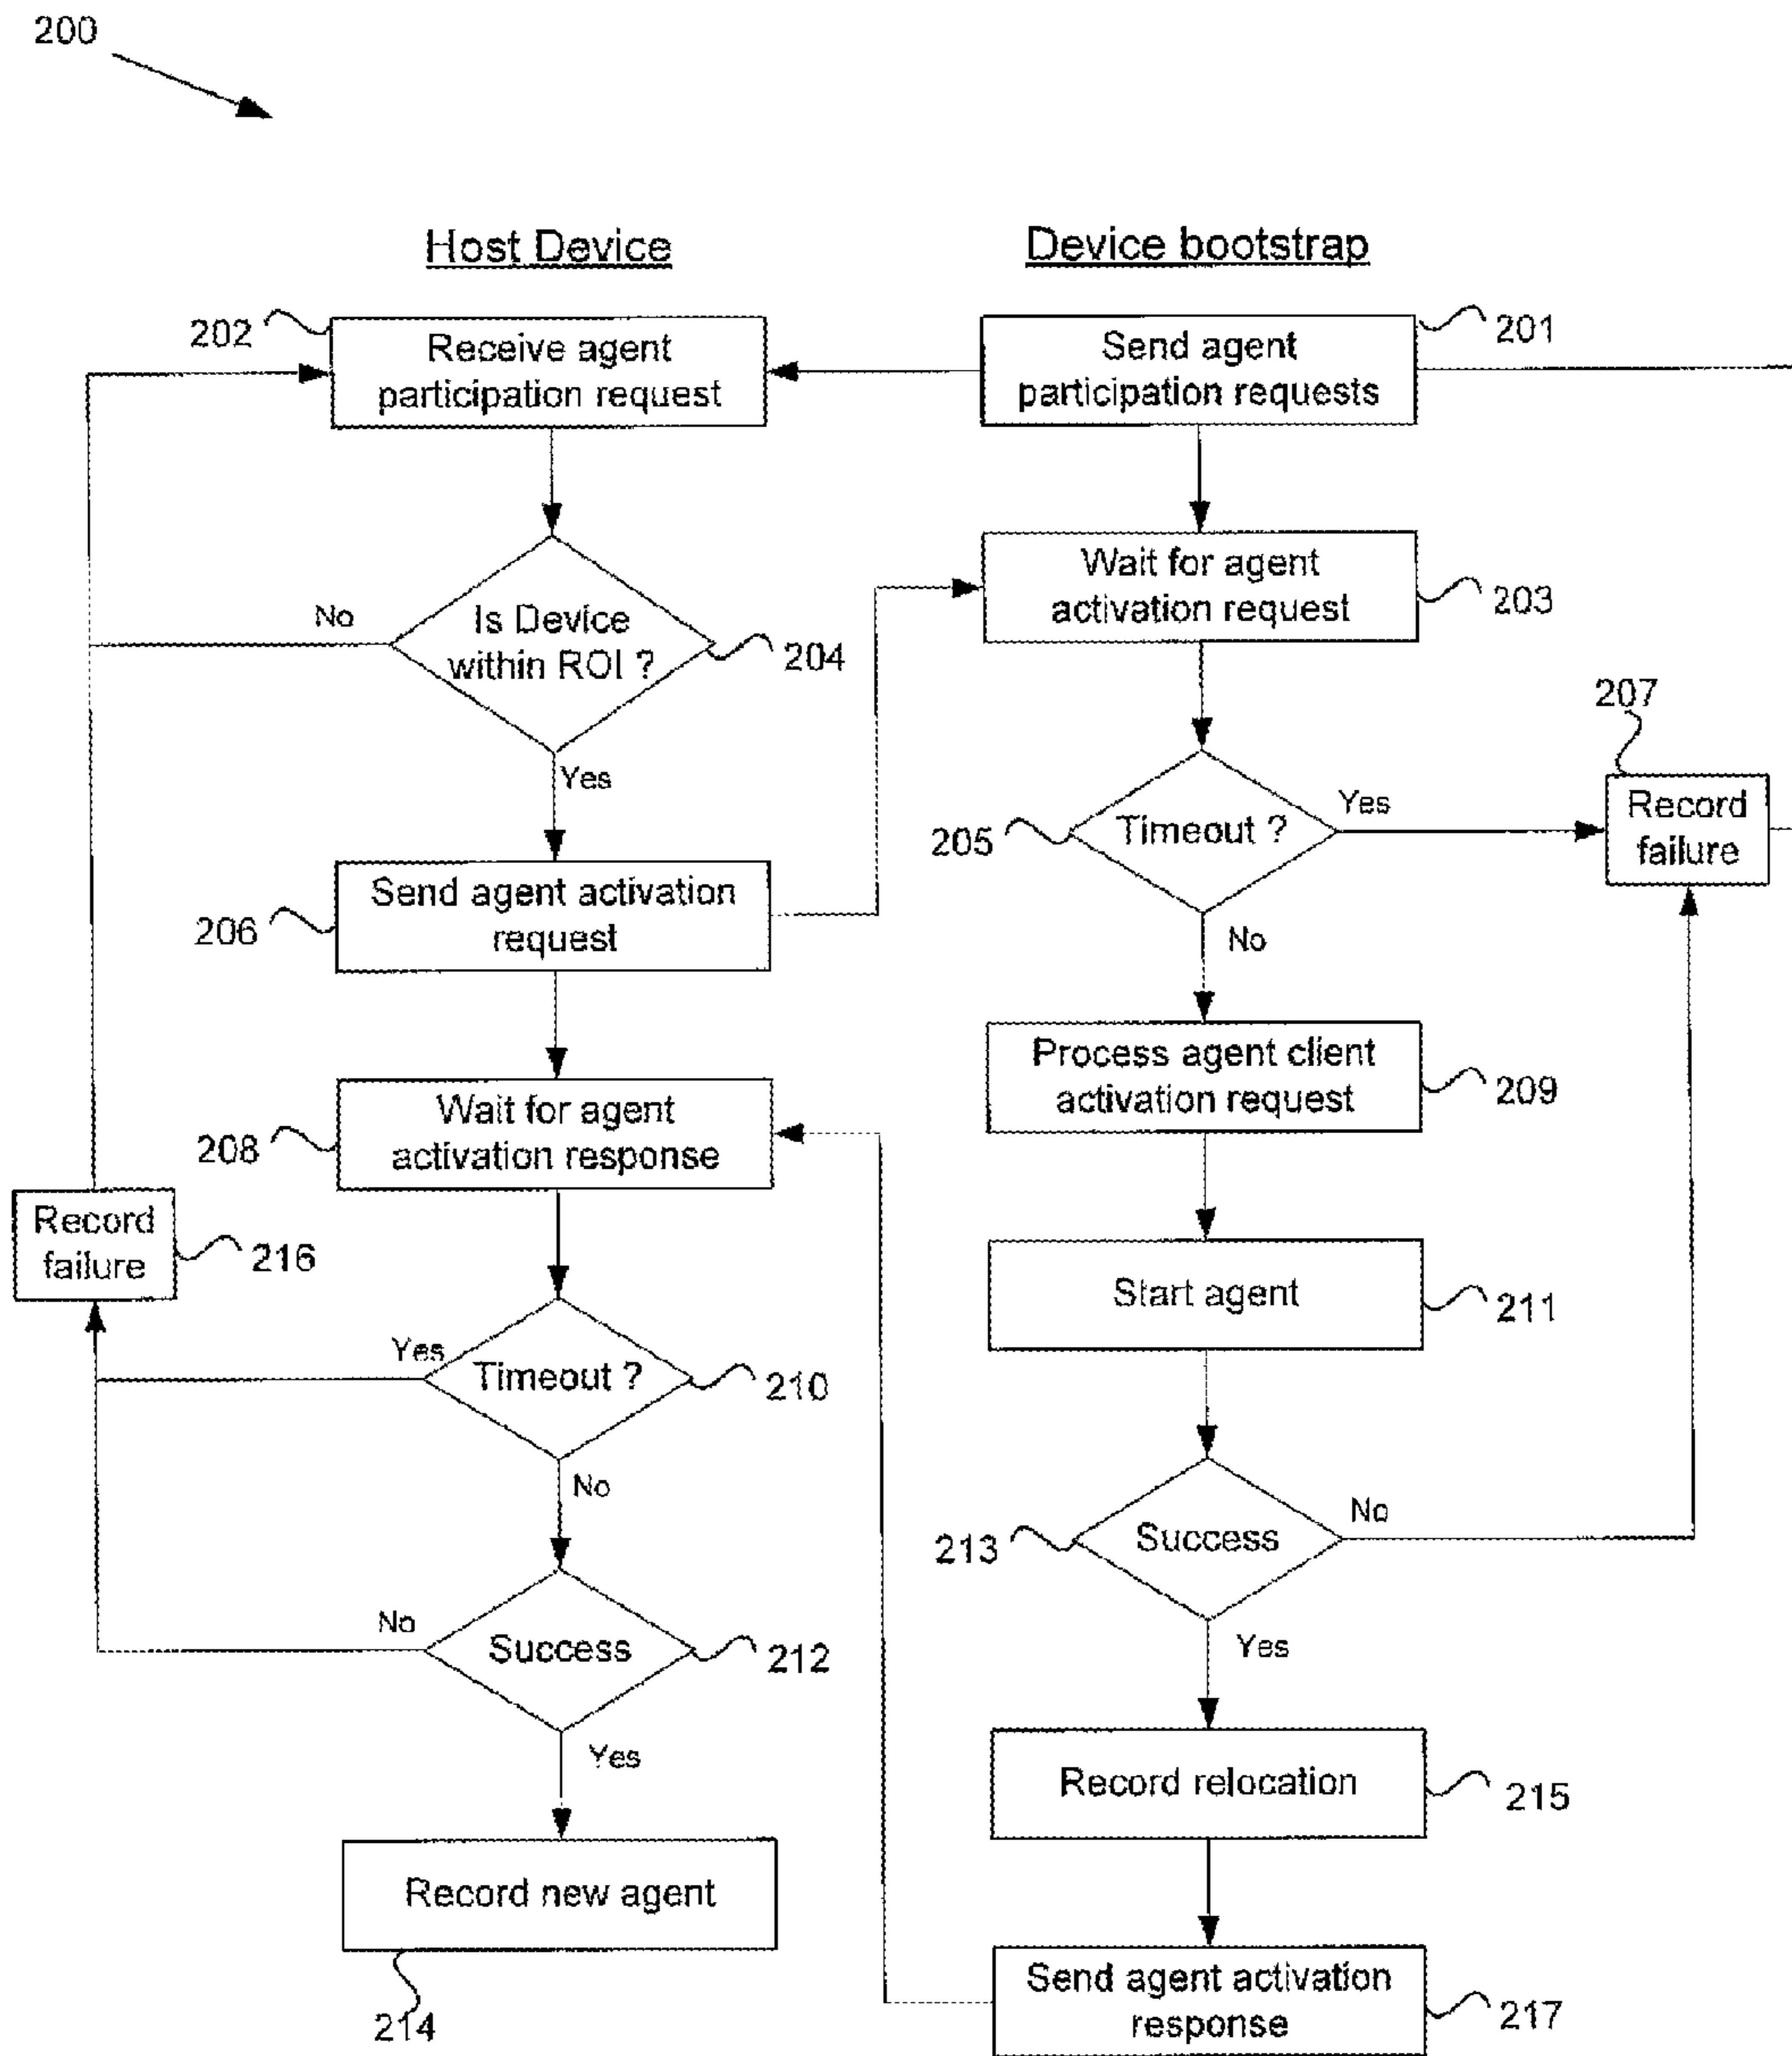 200
Host Device
Device bootstrap
202
Receive agent
participation request
Send agent
participation requests
201
Wait for agent
activation request
203
No
Is Device
within ROI ?
204
Yes
207
205
Timeout ?
Yes
Record
failure
No
206
Send agent activation
request
Process agent client
activation request
209
208
Wait for agent
activation response
Record
failure
216
Start agent
211
Yes
Timeout ?
210
No
213
Success
No
Yes
No
Success
212
Yes
Record relocation
215
Record new agent
214
Send agent activation
response
217